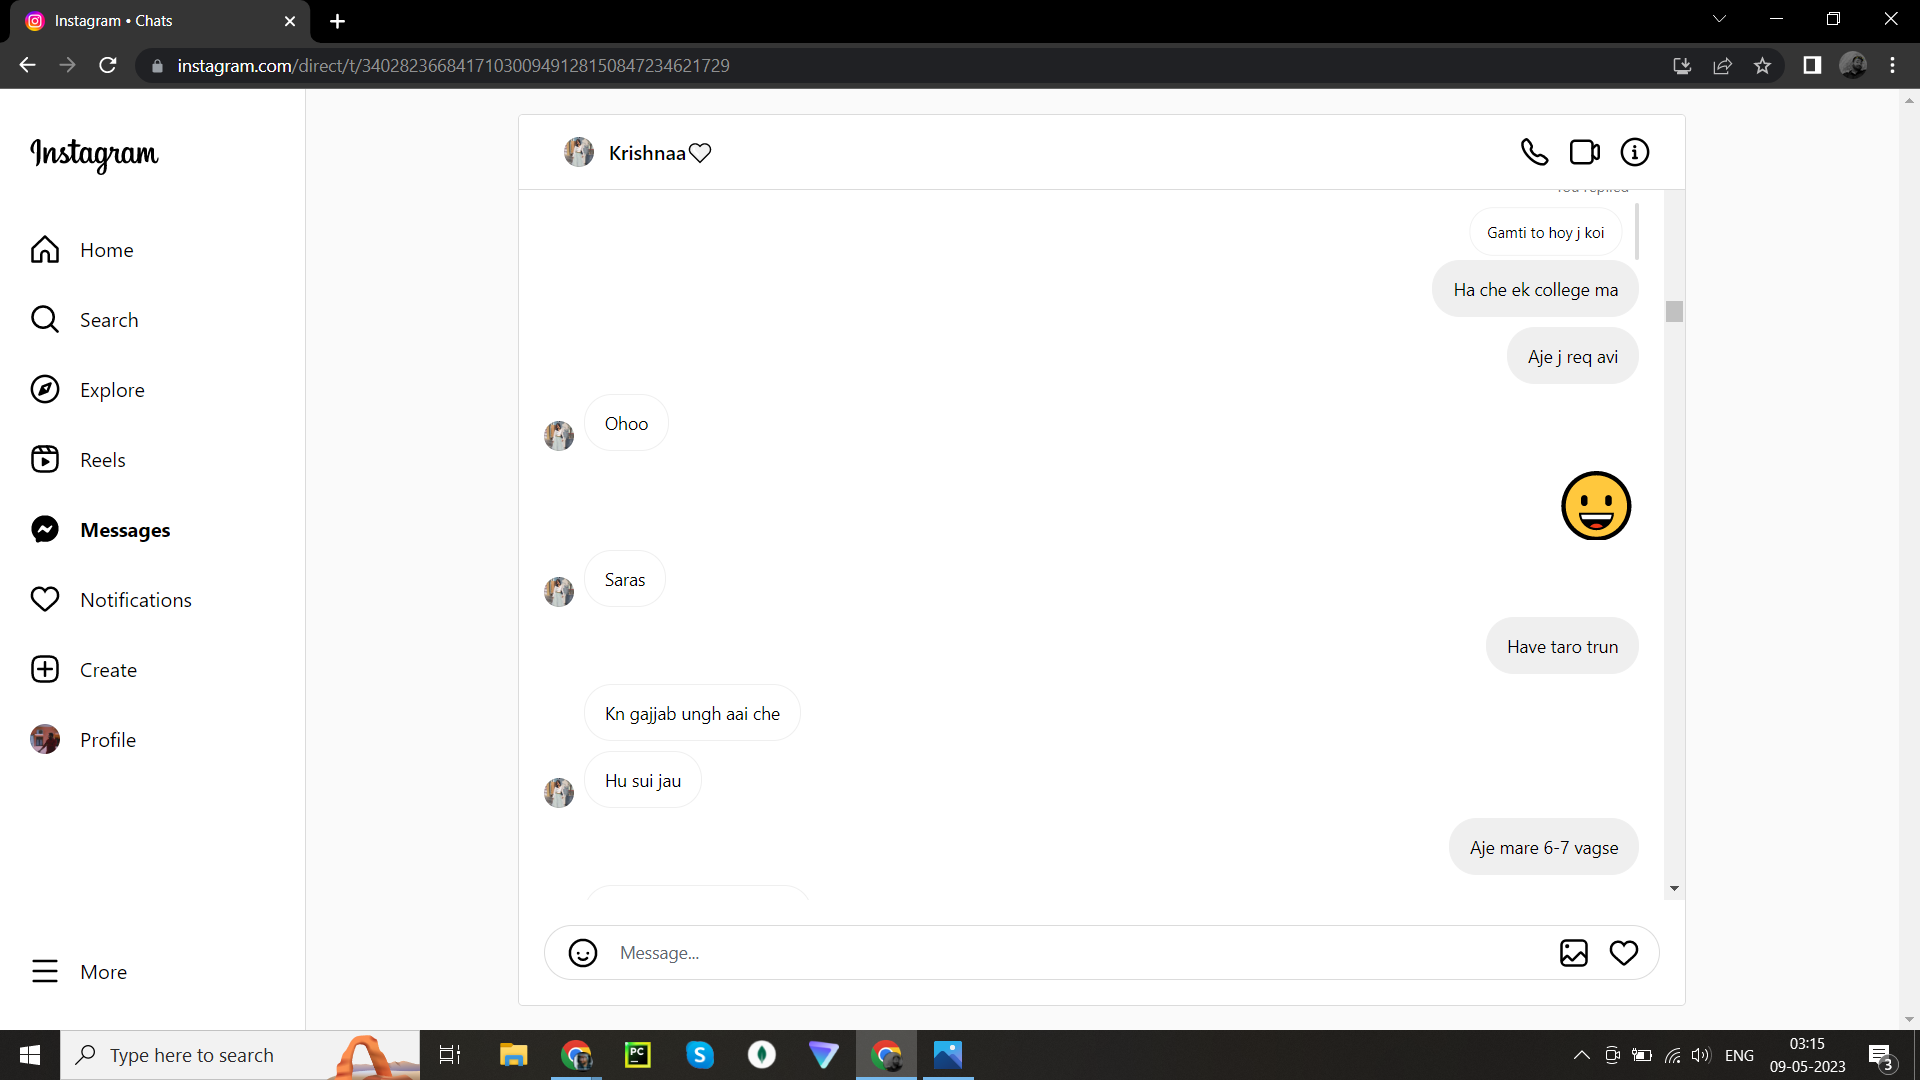 Instagram • Chats
instagram.com/direct/t/340282366841710300949128150847234621729
Instagram
Home
Search
Explore
Reels
Messages
Notifications
Create
Profile
More
Krishnaa♡
You replied
Gamti to hoy j koi
Ha che ek college ma
Aje j req avi
Ohoo
Saras
Have taro trun
Kn gajjab ungh aai che
Hu sui jau
Aje mare 6-7 vagse
Message...
Type here to search
PC
S
ENG
03:15
09-05-2023
3